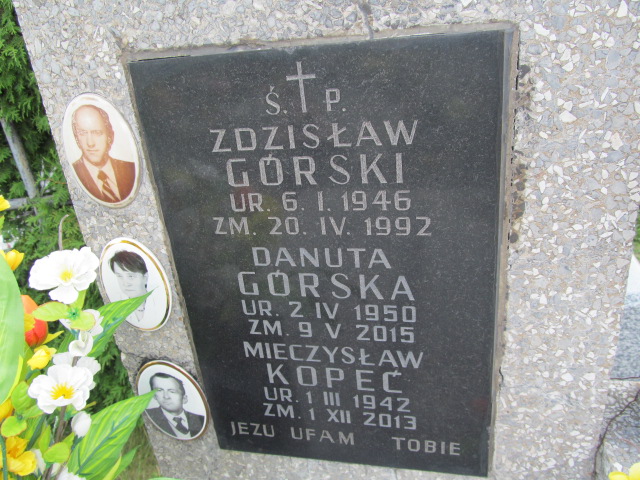 Ś. P.
ZDZISŁAW
GÓRSKI
UR. 6. I. 1946
ZM. 20. IV. 1992
DANUTA
GÓRSKA
UR. 2 IV 1950
ZM. 9 V 2015
MIECZYSŁAW
KOPEĆ
UR. 1 III 1942
ZM. 1 XII 2013
JEZU UFAM TOBIE